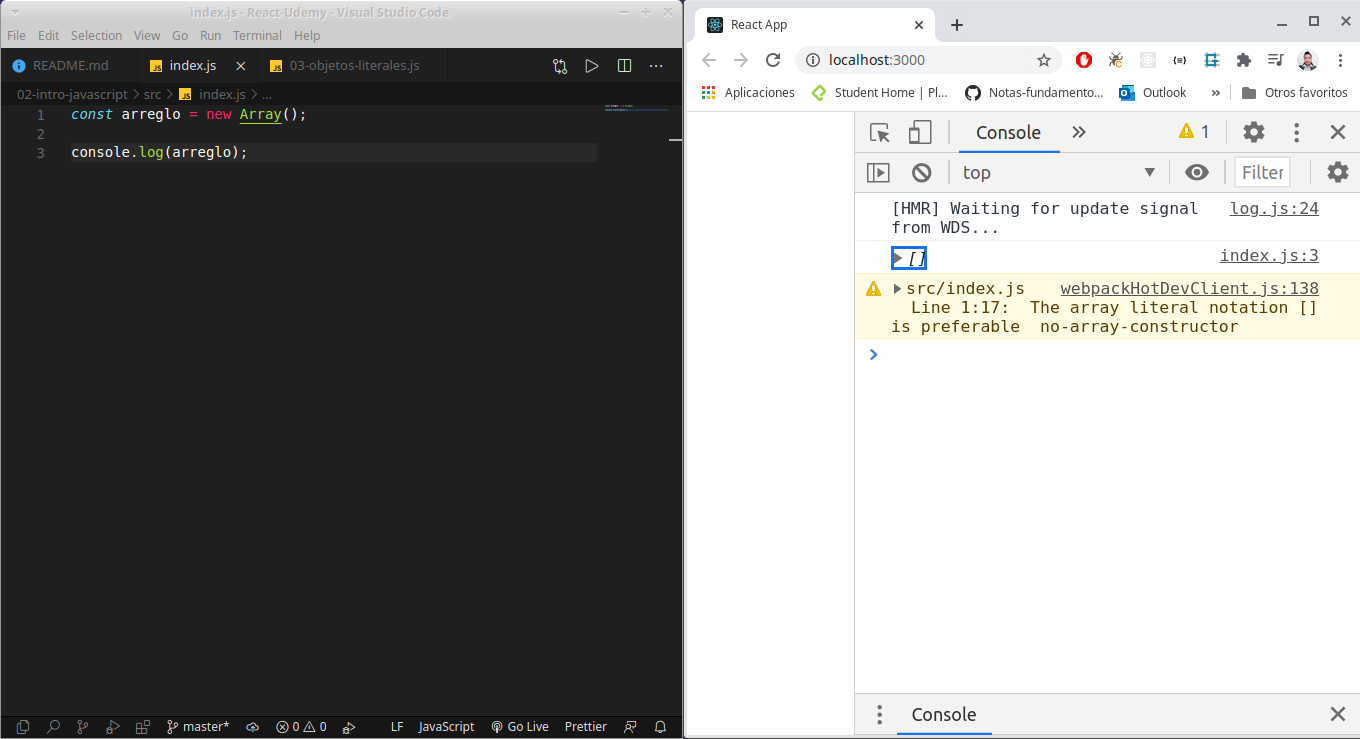 index.js - React-Udemy - Visual Studio Code
File Edit Selection View Go Run Terminal Help
README.md index.js 03-objetos-literales.js
02-intro-javascript > src > index.js > ...
1 const arreglo = new Array();
2
3 console.log(arreglo);
master* 0 0 LF JavaScript Go Live Prettier
React App
localhost:3000
Aplicaciones Student Home | Pl... Notas-fundamento... Outlook » Otros favoritos
Console » 1
top Filter
[HMR] Waiting for update signal log.js:24
from WDS...
[] index.js:3
src/index.js webpackHotDevClient.js:138
Line 1:17: The array literal notation []
is preferable no-array-constructor
Console